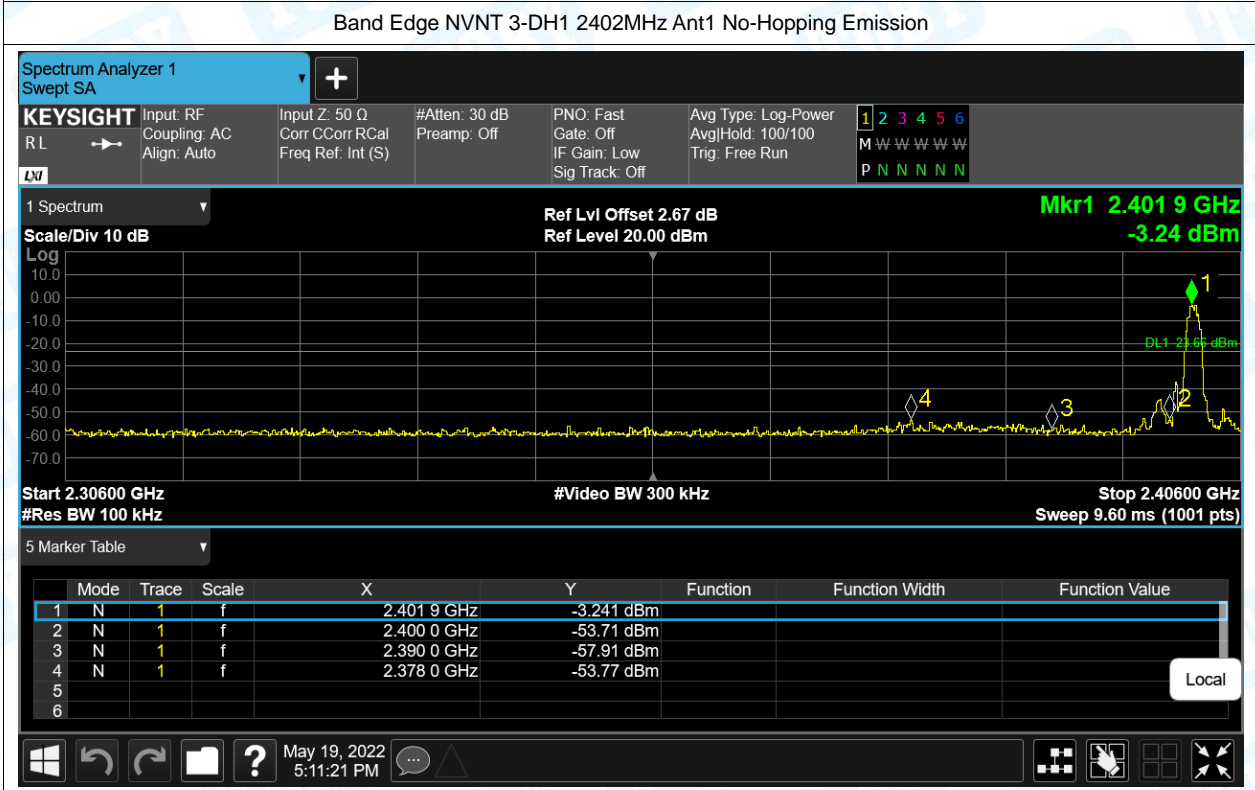 Band Edge NVNT 3-DH1 2402MHz Ant1 No-Hopping Emission
Spectrum Analyzer 1
Swept SA
+
KEYSIGHT Input: RF Input Z: 50 Ω #Atten: 30 dB PNO: Fast Avg Type: Log-Power 1 2 3 4 5 6
RL Coupling: AC Corr CCorr RCal Preamp: Off Gate: Off Avg|Hold: 100/100 M W W W W W
Align: Auto Freq Ref: Int (S) IF Gain: Low Trig: Free Run
LXI Sig Track: Off P N N N N N
1 Spectrum Ref Lvl Offset 2.67 dB Mkr1 2.401 9 GHz
Scale/Div 10 dB Ref Level 20.00 dBm -3.24 dBm
Log
10.0
0.00
-10.0
-20.0
-30.0
-40.0
-50.0
-60.0
-70.0
1
DL1 -23.66 dBm
4
3
2
Start 2.30600 GHz #Video BW 300 kHz Stop 2.40600 GHz
#Res BW 100 kHz Sweep 9.60 ms (1001 pts)
5 Marker Table
Mode Trace Scale X Y Function Function Width Function Value
1 N 1 f 2.401 9 GHz -3.241 dBm
2 N 1 f 2.400 0 GHz -53.71 dBm
3 N 1 f 2.390 0 GHz -57.91 dBm
4 N 1 f 2.378 0 GHz -53.77 dBm
5
6
Local
? May 19, 2022
5:11:21 PM